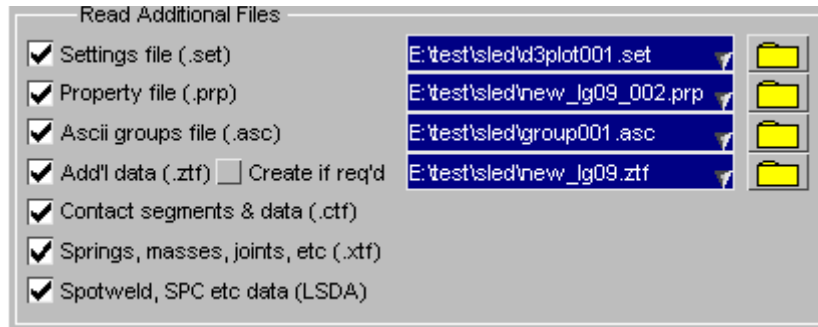 Read Additional Files
Settings file (.set) E:\test\sled\d3plot001.set
Property file (.prp) E:\test\sled\new_lg09_002.prp
Ascii groups file (.asc) E:\test\sled\group001.asc
Add'l data (.ztf) Create if req'd E:\test\sled\new_lg09.ztf
Contact segments & data (.ctf)
Springs, masses, joints, etc (.xtf)
Spotweld, SPC etc data (LSDA)